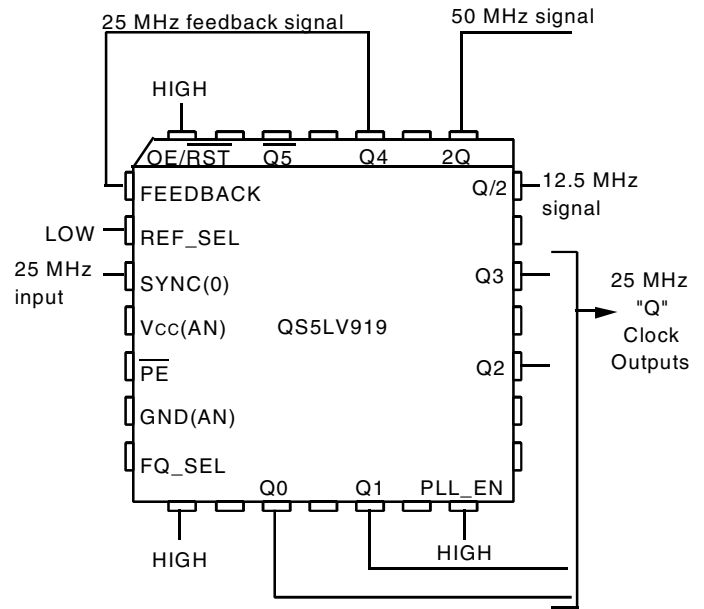 25 MHz feedback signal
50 MHz signal
HIGH
OE/RST Q5 Q4 2Q
FEEDBACK
Q/2
12.5 MHz
signal
LOW
REF_SEL
25 MHz
input
SYNC(0)
Q3
25 MHz
"Q"
Clock
Outputs
VCC(AN)
QS5LV919
PE
Q2
GND(AN)
FQ_SEL
Q0 Q1 PLL_EN
HIGH
HIGH